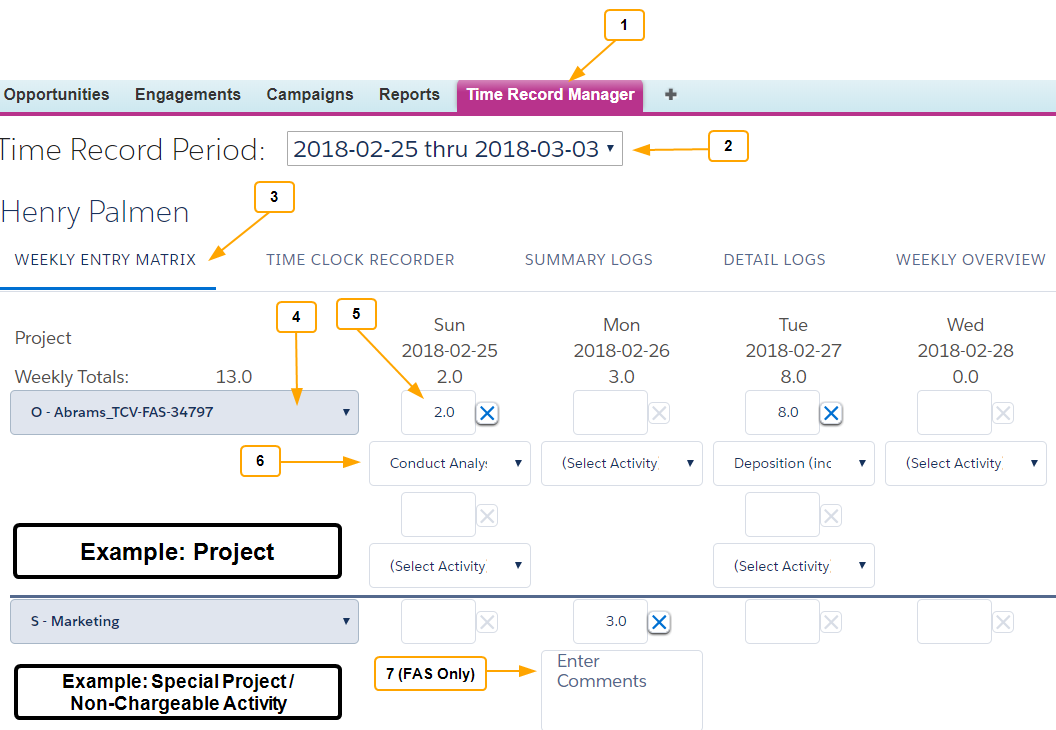 1
Opportunities Engagements Campaigns Reports Time Record Manager +
Time Record Period: 2018-02-25 thru 2018-03-03
2
3
Henry Palmen
WEEKLY ENTRY MATRIX TIME CLOCK RECORDER SUMMARY LOGS DETAIL LOGS WEEKLY OVERVIEW
4
5
Project
Sun Mon Tue Wed
2018-02-25 2018-02-26 2018-02-27 2018-02-28
Weekly Totals: 13.0 2.0 3.0 8.0 0.0
O - Abrams_TCV-FAS-34797 2.0 8.0
6
Conduct Analys (Select Activity) Deposition (inc (Select Activity)
Example: Project
(Select Activity) (Select Activity)
S - Marketing 3.0
7 (FAS Only)
Enter
Comments
Example: Special Project /
Non-Chargeable Activity